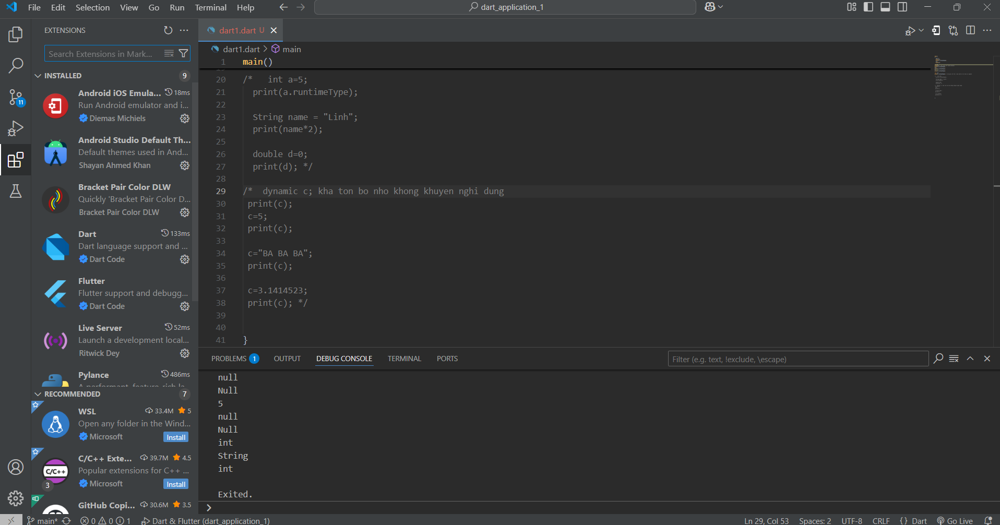 File Edit Selection View Go Run Terminal Help
dart_application_1
EXTENSIONS
Search Extensions in Mark...
INSTALLED 9
Android iOS Emula... 18ms
Run Android emulator and i...
Diemas Michiels
Android Studio Default Th...
Default themes used in And...
Shayan Ahmed Khan
Bracket Pair Color DLW
Quickly 'Bracket Pair Color D...
Bracket Pair Color DLW
Dart 133ms
Dart language support and ...
Dart Code
Flutter
Flutter support and debugg...
Dart Code
Live Server 52ms
Launch a development local...
Ritwick Dey
Pylance 486ms
RECOMMENDED 7
WSL 33.4M 5
Open any folder in the Wind...
Microsoft Install
C/C++ Exte... 39.7M 4.5
Popular extensions for C++ ...
Microsoft Install
C/C++
3
GitHub Copi... 30.6M 3.5
11
dart1.dart U
dart1.dart > main
1 main()
20 /*   int a=5;
21 print(a.runtimeType);
22
23 String name = "Linh";
24 print(name*2);
25
26 double d=0;
27 print(d); */
28
29 /*  dynamic c; kha ton bo nho khong khuyen nghi dung
30 print(c);
31 c=5;
32 print(c);
33
34 c="BA BA BA";
35 print(c);
36
37 c=3.1414523;
38 print(c); */
39
40
41 }
PROBLEMS 1 OUTPUT DEBUG CONSOLE TERMINAL PORTS
Filter (e.g. text, !exclude, \escape)
null
Null
5
null
Null
int
String
int
Exited.
>
main* 0 0 1 Dart & Flutter (dart_application_1)
Ln 29, Col 53 Spaces: 2 UTF-8 CRLF {} Dart Go Live